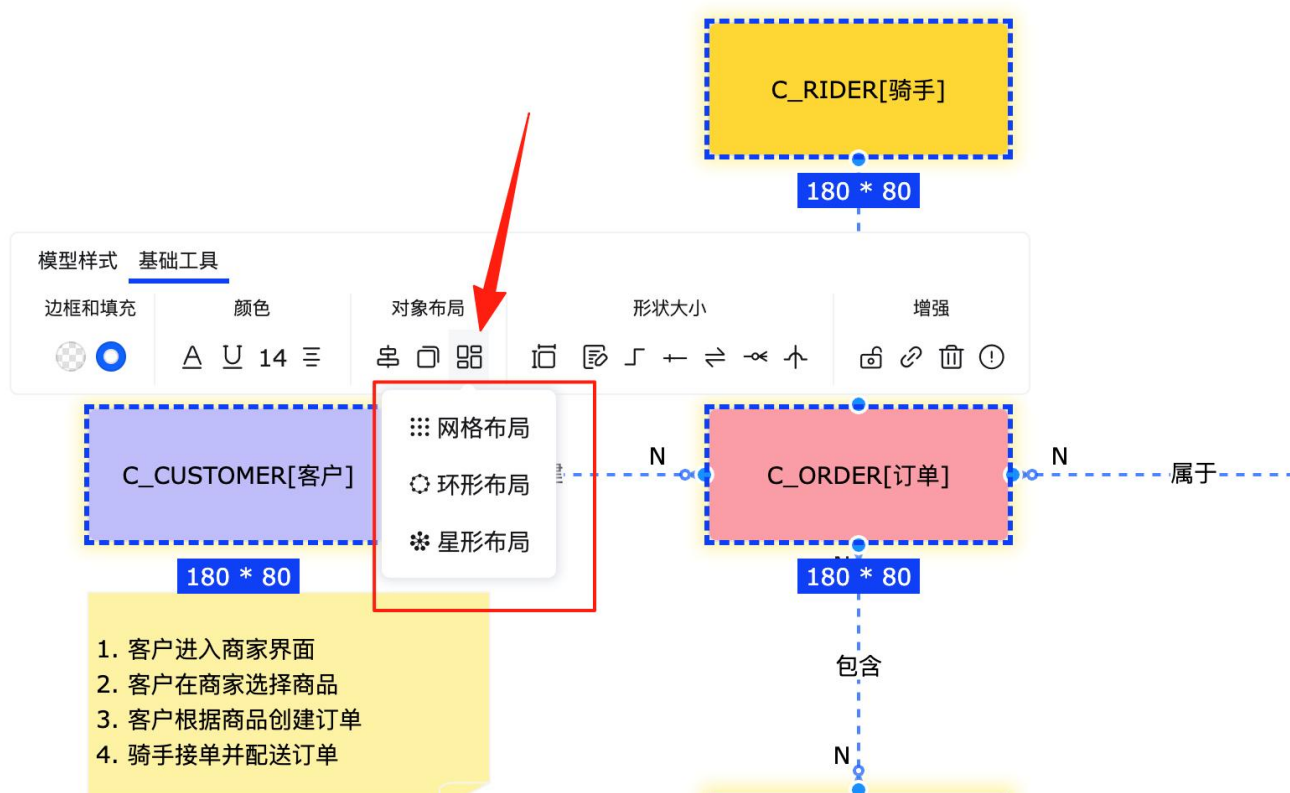 C_RIDER[骑手]
180 * 80
模型样式 基础工具
边框和填充 颜色 对象布局 形状大小 增强
A U 14
网格布局
环形布局
星形布局
C_CUSTOMER[客户]
N
C_ORDER[订单]
N
属于
180 * 80
180 * 80
1. 客户进入商家界面
2. 客户在商家选择商品
3. 客户根据商品创建订单
4. 骑手接单并配送订单
包含
N